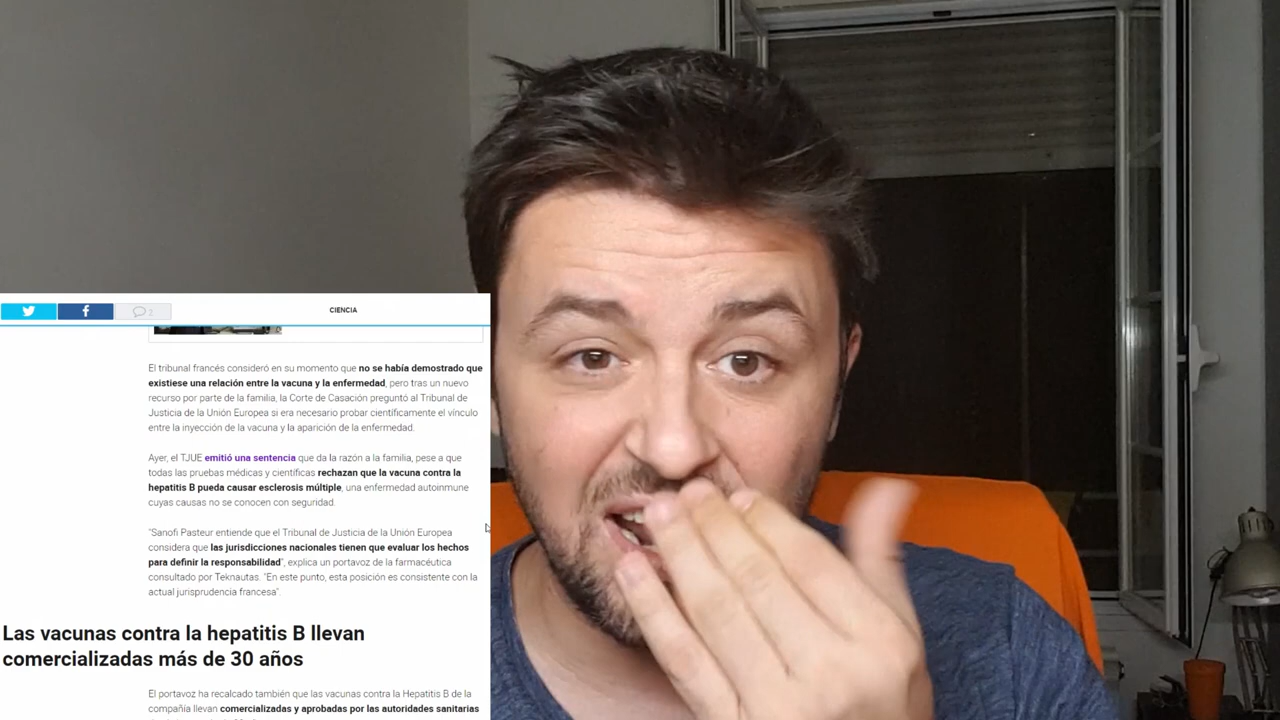 2
CIENCIA
El tribunal francés consideró en su momento que no se había demostrado que
existiese una relación entre la vacuna y la enfermedad, pero tras un nuevo
recurso por parte de la familia, la Corte de Casación preguntó al Tribunal de
Justicia de la Unión Europea si era necesario probar científicamente el vínculo
entre la inyección de la vacuna y la aparición de la enfermedad.
Ayer, el TJUE emitió una sentencia que da la razón a la familia, pese a que
todas las pruebas médicas y científicas rechazan que la vacuna contra la
hepatitis B pueda causar esclerosis múltiple, una enfermedad autoinmune
cuyas causas no se conocen con seguridad.
"Sanofi Pasteur entiende que el Tribunal de Justicia de la Unión Europea
considera que las jurisdicciones nacionales tienen que evaluar los hechos
para definir la responsabilidad", explica un portavoz de la farmacéutica
consultado por Teknautas. "En este punto, esta posición es consistente con la
actual jurisprudencia francesa".
Las vacunas contra la hepatitis B llevan
comercializadas más de 30 años
El portavoz ha recalcado también que las vacunas contra la Hepatitis B de la
compañía llevan comercializadas y aprobadas por las autoridades sanitarias